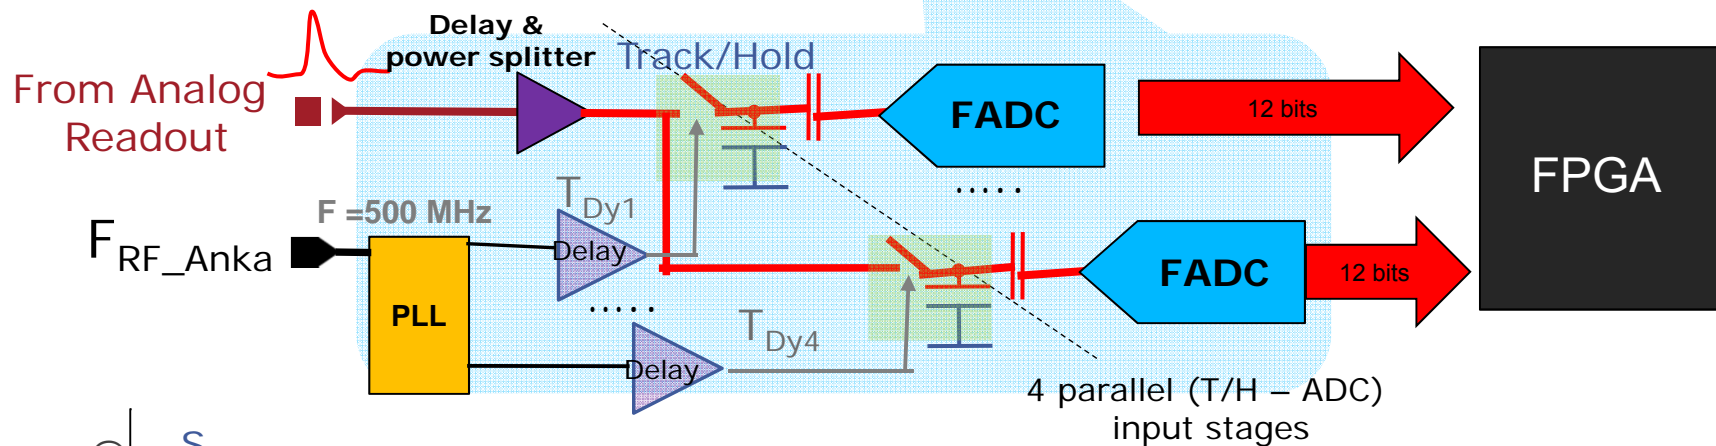 Delay &
power splitter
Track/Hold
From Analog
Readout
FADC
12 bits
FPGA
.....
T Dy1
F =500 MHz
Delay
F RF_Anka
FADC
12 bits
PLL
.....
T Dy4
Delay
4 parallel (T/H – ADC)
input stages